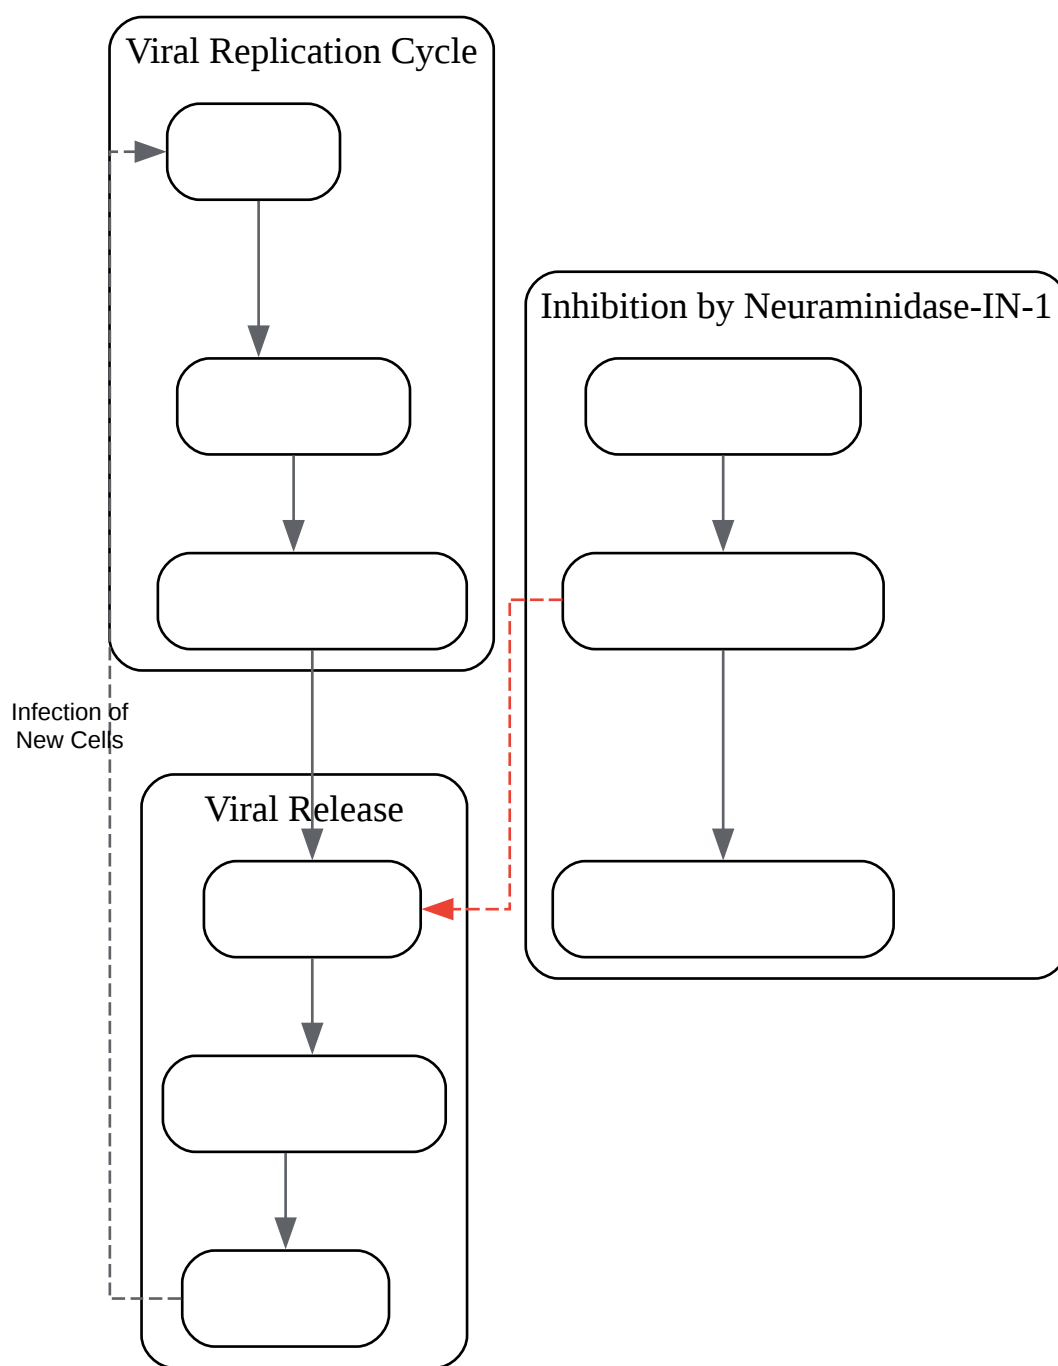 Viral Replication Cycle
Inhibition by Neuraminidase-IN-1
Infection of
New Cells
Viral Release